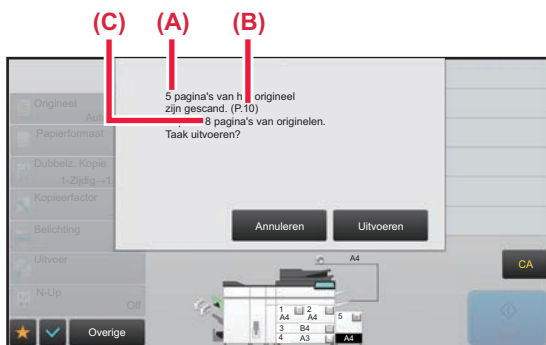 (C) (A) (B)
5 pagina's van h origineel
zijn gescand. (P.10)
8 pagina's van originelen.
Taak uitvoeren?
Annuleren Uitvoeren
Origineel
Auto
Papierformaat
Dubbelz. Kopie
1-Zijdig→1
Kopieerfactor
Belichting
Uitvoer
N-Up
Off
Overige
A4
CA
1 A4
2 A4
3 B4
4 A3
5
A4